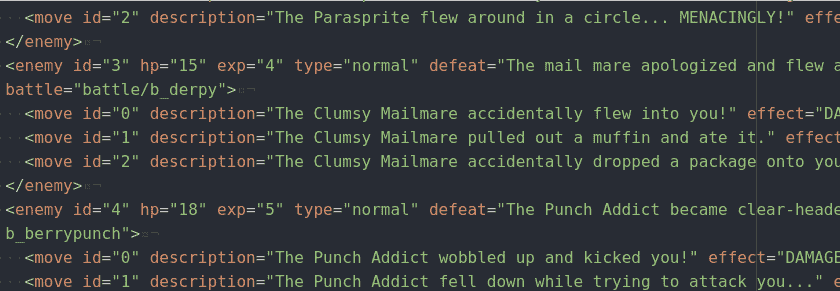 <move id="2" description="The Parasprite flew around in a circle... MENACINGLY!" effe
</enemy>
<enemy id="3" hp="15" exp="4" type="normal" defeat="The mail mare apologized and flew a
battle="battle/b_derpy">
<move id="0" description="The Clumsy Mailmare accidentally flew into you!" effect="DA
<move id="1" description="The Clumsy Mailmare pulled out a muffin and ate it." effect
<move id="2" description="The Clumsy Mailmare accidentally dropped a package onto you
</enemy>
<enemy id="4" hp="18" exp="5" type="normal" defeat="The Punch Addict became clear-heade
b_berrypunch">
<move id="0" description="The Punch Addict wobbled up and kicked you!" effect="DAMAGE
<move id="1" description="The Punch Addict fell down while trying to attack you..." e